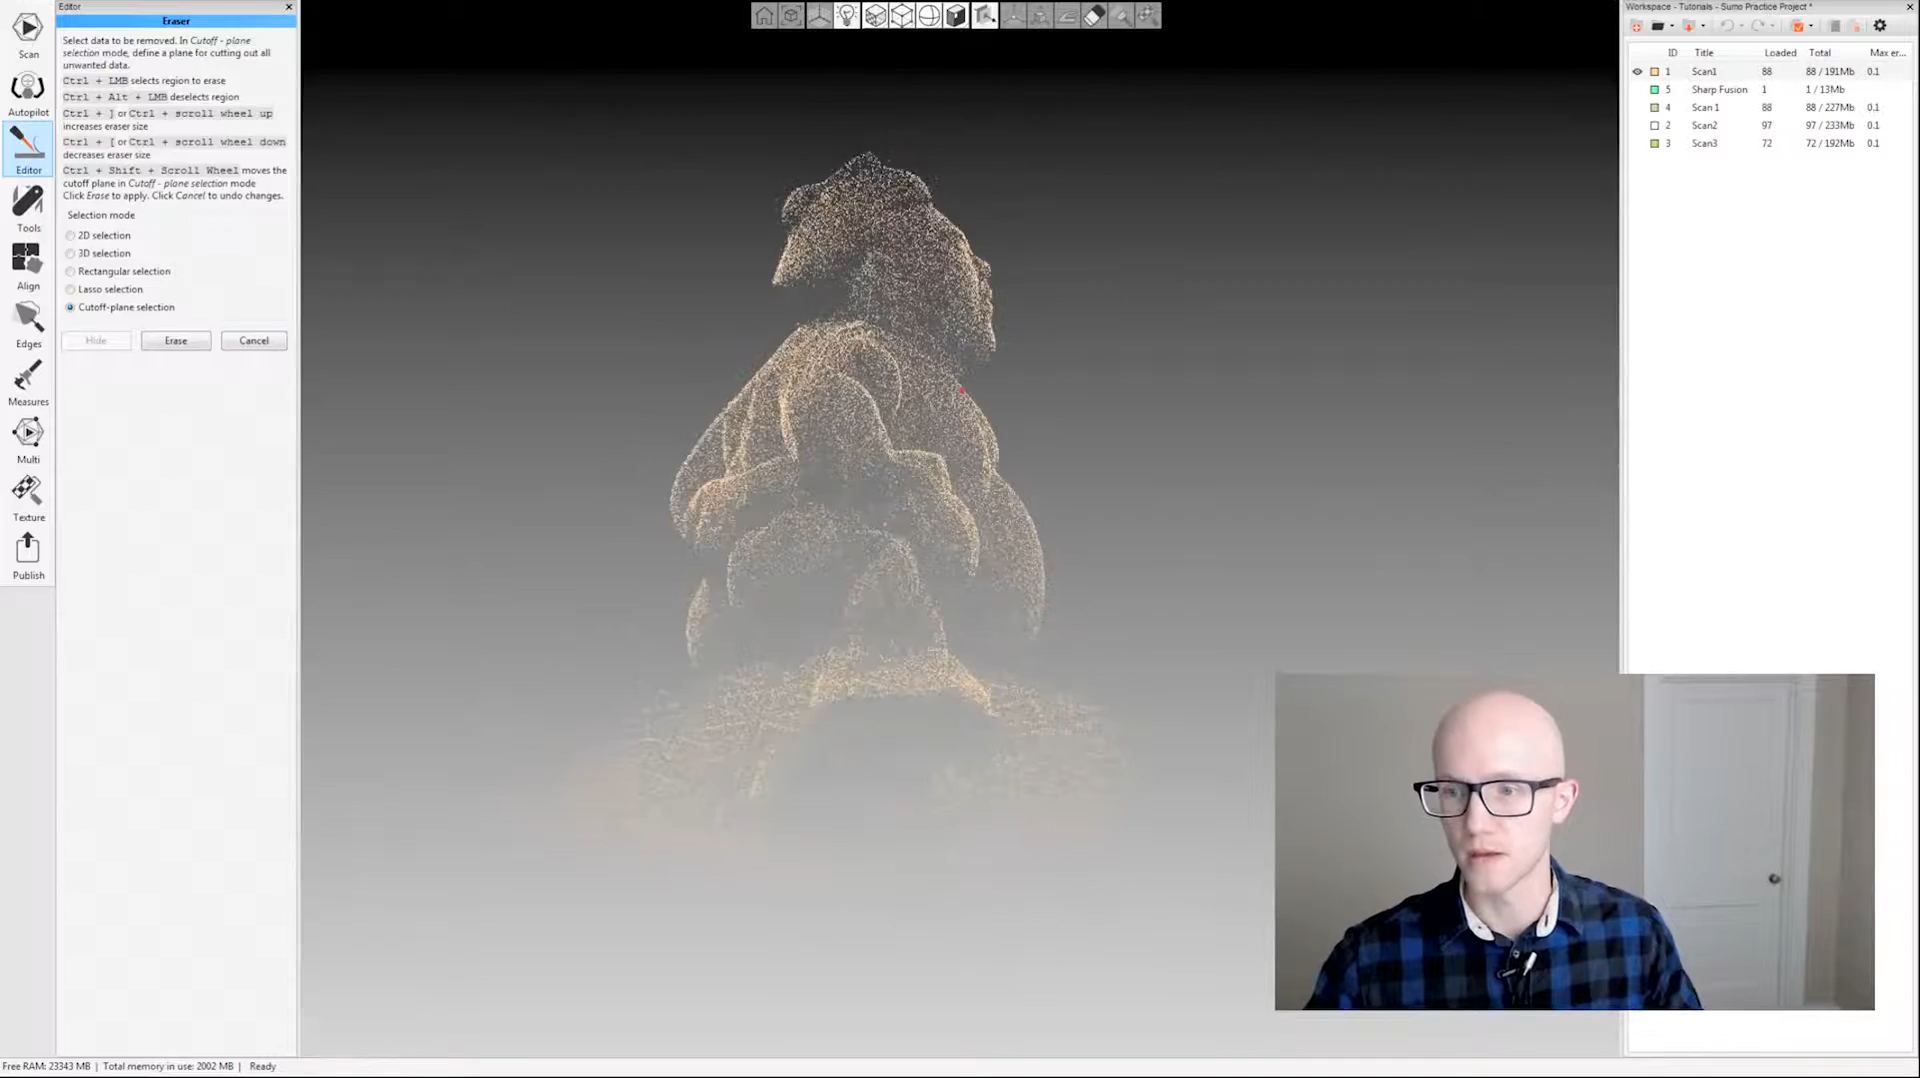 Editor
Workspace - Tutorials - Sumo Practice Project *
Eraser
Scan
Autopilot
Editor
Tools
Align
Edges
Measures
Multi
Texture
Publish
Select data to be removed. In Cutoff - plane
selection mode, define a plane for cutting out all
unwanted data.
Ctrl + LMB selects region to erase
Ctrl + Alt + LMB deselects region
Ctrl + ] or Ctrl + scroll wheel up
increases eraser size
Ctrl + [ or Ctrl + scroll wheel down
decreases eraser size
Ctrl + Shift + Scroll Wheel moves the
cutoff plane in Cutoff - plane selection mode
Click Erase to apply. Click Cancel to undo changes.
Selection mode
2D selection
3D selection
Rectangular selection
Lasso selection
Cutoff-plane selection
Hide Erase Cancel
ID Title Loaded Total Max er...
1 Scan1 88 88 / 191Mb 0.1
5 Sharp Fusion 1 1 / 13Mb
4 Scan 1 88 88 / 227Mb 0.1
2 Scan2 97 97 / 233Mb 0.1
3 Scan3 72 72 / 192Mb 0.1
Free RAM: 23343 MB | Total memory in use: 2002 MB | Ready